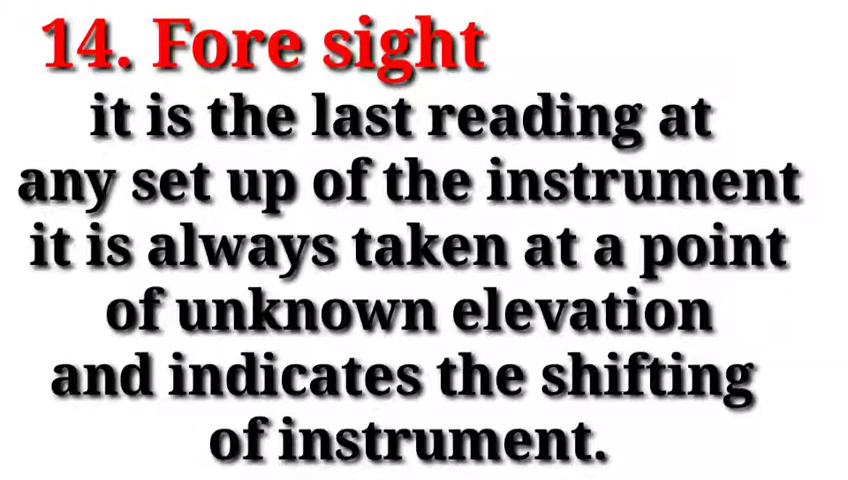 14. Fore sight
it is the last reading at
any set up of the instrument
it is always taken at a point
of unknown elevation
and indicates the shifting
of instrument.